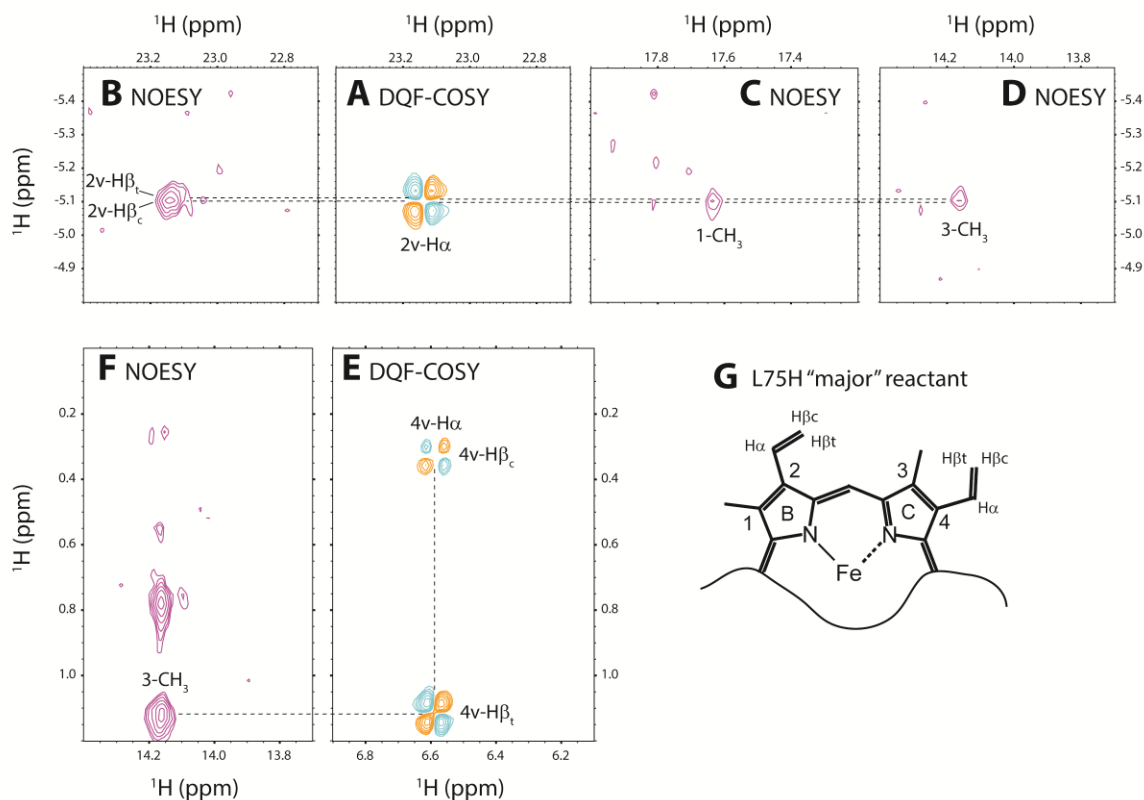 ¹H (ppm) ¹H (ppm) ¹H (ppm) ¹H (ppm)
23.2 23.0 22.8 23.2 23.0 22.8 17.8 17.6 17.4 14.2 14.0 13.8
B NOESY A DQF-COSY C NOESY D NOESY
-5.4 -5.4
-5.3 -5.3
-5.2 -5.2
2v-Hβt
-5.1 -5.1
2v-Hβc
-5.0 -5.0
-4.9 -4.9
¹H (ppm) ¹H (ppm)
2v-Hα 1-CH₃ 3-CH₃
F NOESY E DQF-COSY G L75H "major" reactant
0.2 0.2
4v-Hα
4v-Hβc
0.4 0.4
0.6 0.6
0.8 0.8
1.0 1.0
¹H (ppm)
3-CH₃
4v-Hβt
14.2 14.0 13.8 6.8 6.6 6.4 6.2
¹H (ppm) ¹H (ppm)
Hβc
Hα Hβt Hβt Hβc
2 3 Hα
1 B C 4
N N
Fe